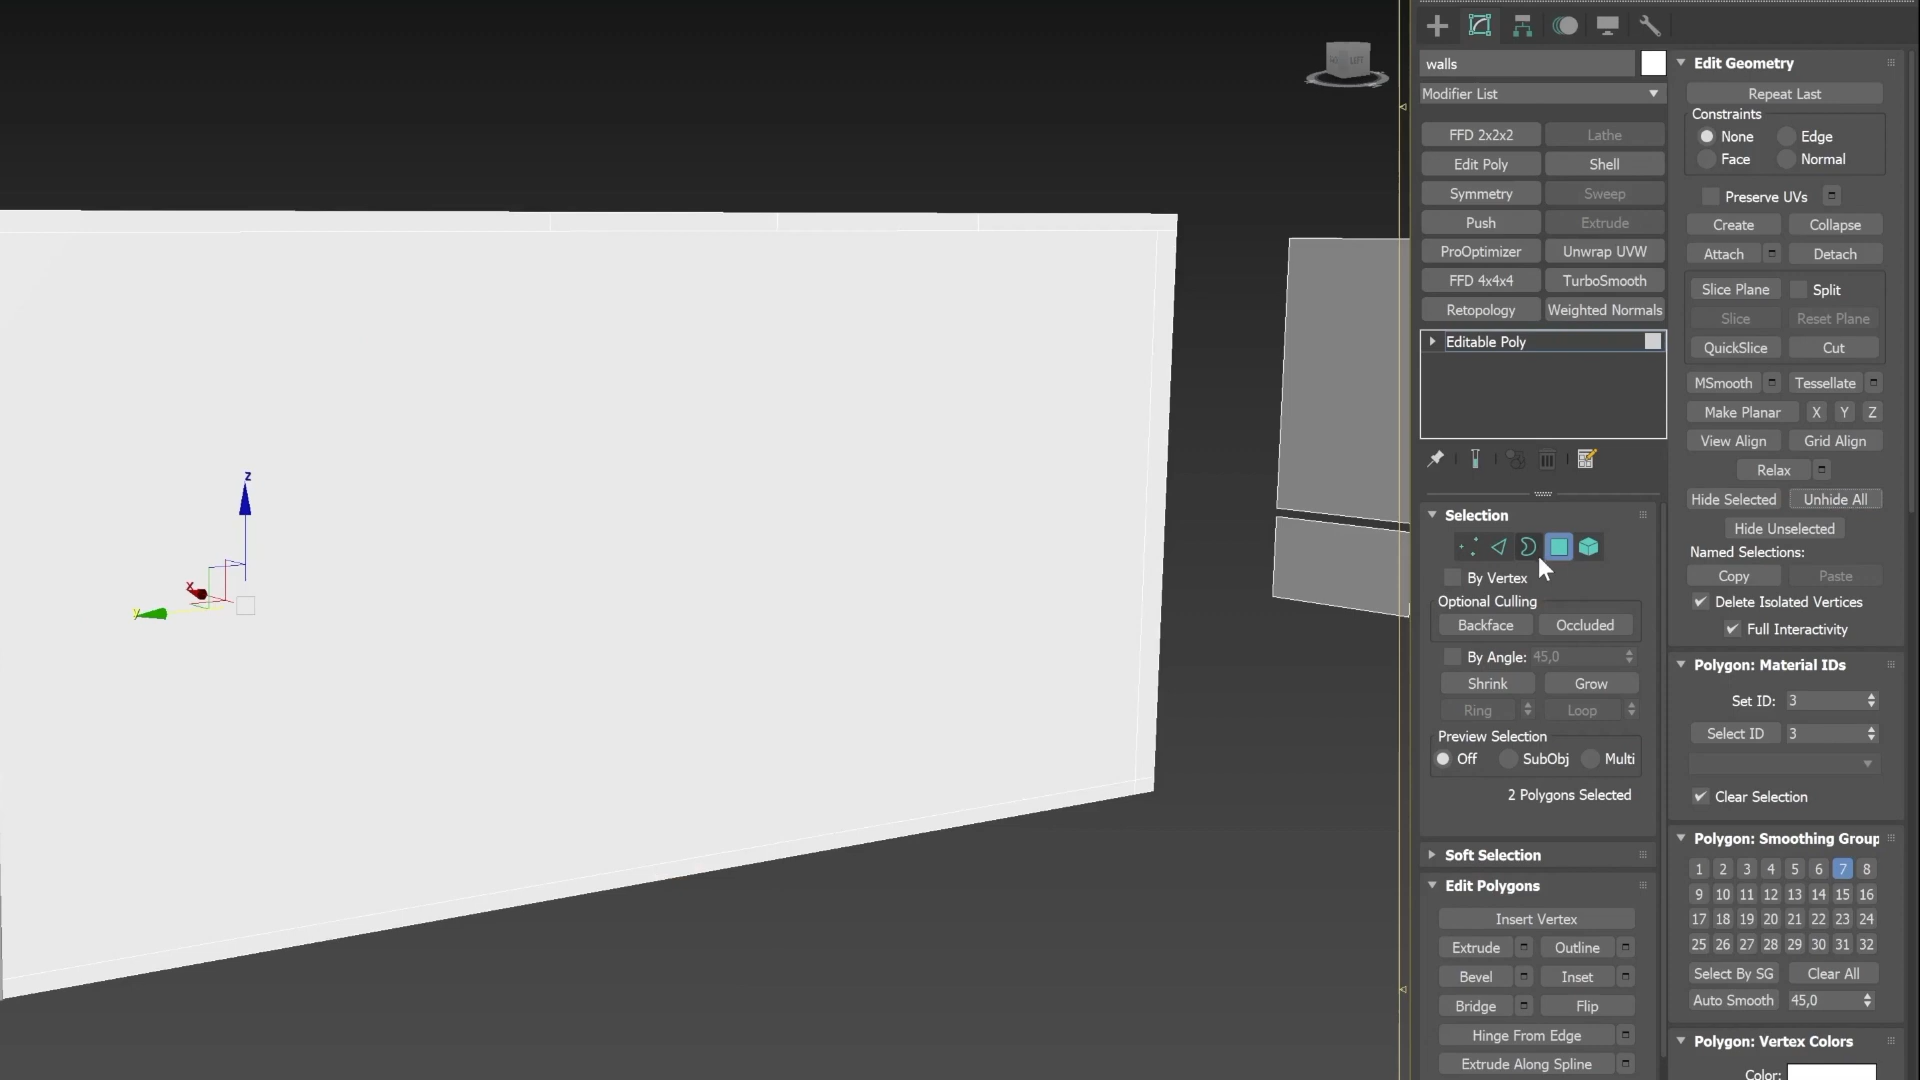 LEFT
z
x
y
walls
Modifier List
FFD 2x2x2
Lathe
Edit Poly
Shell
Symmetry
Sweep
Push
Extrude
ProOptimizer
Unwrap UVW
FFD 4x4x4
TurboSmooth
Retopology
Weighted Normals
Editable Poly
Selection
By Vertex
Optional Culling
Backface
Occluded
By Angle: 45,0
Shrink
Grow
Ring
Loop
Preview Selection
Off
SubObj
Multi
2 Polygons Selected
Soft Selection
Edit Polygons
Insert Vertex
Extrude
Outline
Bevel
Inset
Bridge
Flip
Hinge From Edge
Extrude Along Spline
Edit Geometry
Repeat Last
Constraints
None
Edge
Face
Normal
Preserve UVs
Create
Collapse
Attach
Detach
Slice Plane
Split
Slice
Reset Plane
QuickSlice
Cut
MSmooth
Tessellate
Make Planar
X
Y
Z
View Align
Grid Align
Relax
Hide Selected
Unhide All
Hide Unselected
Named Selections:
Copy
Paste
Delete Isolated Vertices
Full Interactivity
Polygon: Material IDs
Set ID: 3
Select ID 3
Clear Selection
Polygon: Smoothing Group
1 2 3 4 5 6 7 8
9 10 11 12 13 14 15 16
17 18 19 20 21 22 23 24
25 26 27 28 29 30 31 32
Select By SG
Clear All
Auto Smooth 45,0
Polygon: Vertex Colors
Color: